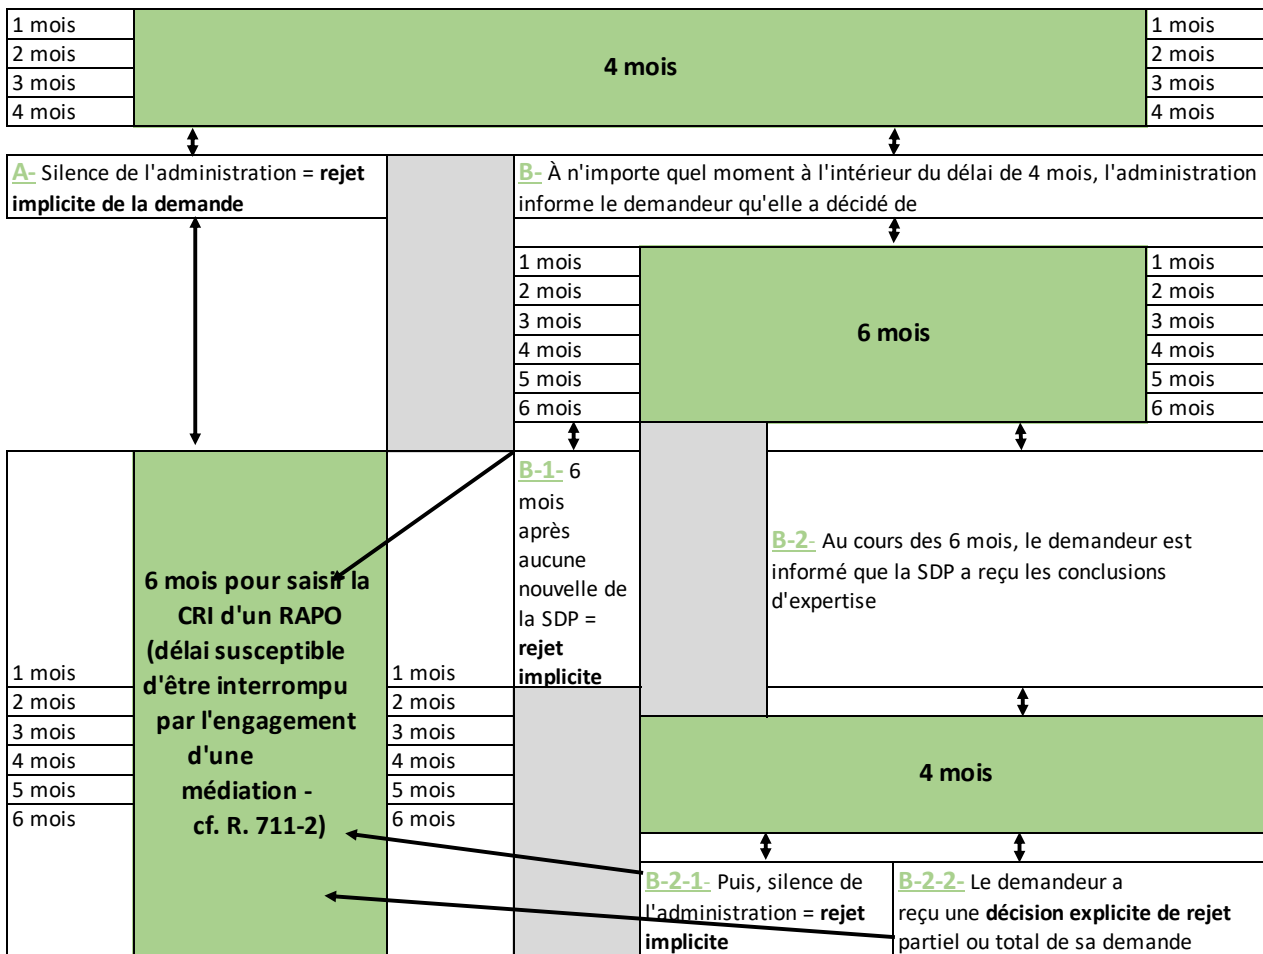 1 mois
2 mois
3 mois
4 mois
4 mois
1 mois
2 mois
3 mois
4 mois
A- Silence de l'administration = rejet
implicite de la demande
B- À n'importe quel moment à l'intérieur du délai de 4 mois, l'administration
informe le demandeur qu'elle a décidé de
1 mois
2 mois
3 mois
4 mois
5 mois
6 mois
6 mois
1 mois
2 mois
3 mois
4 mois
5 mois
6 mois
1 mois
2 mois
3 mois
4 mois
5 mois
6 mois
6 mois pour saisir la
CRI d'un RAPO
(délai susceptible
d'être interrompu
par l'engagement
d'une
médiation -
cf. R. 711-2)
1 mois
2 mois
3 mois
4 mois
5 mois
6 mois
B-1- 6
mois
après
aucune
nouvelle de
la SDP =
rejet
implicite
B-2- Au cours des 6 mois, le demandeur est
informé que la SDP a reçu les conclusions
d'expertise
4 mois
B-2-1- Puis, silence de
l'administration = rejet
implicite
B-2-2- Le demandeur a
reçu une décision explicite de rejet
partiel ou total de sa demande